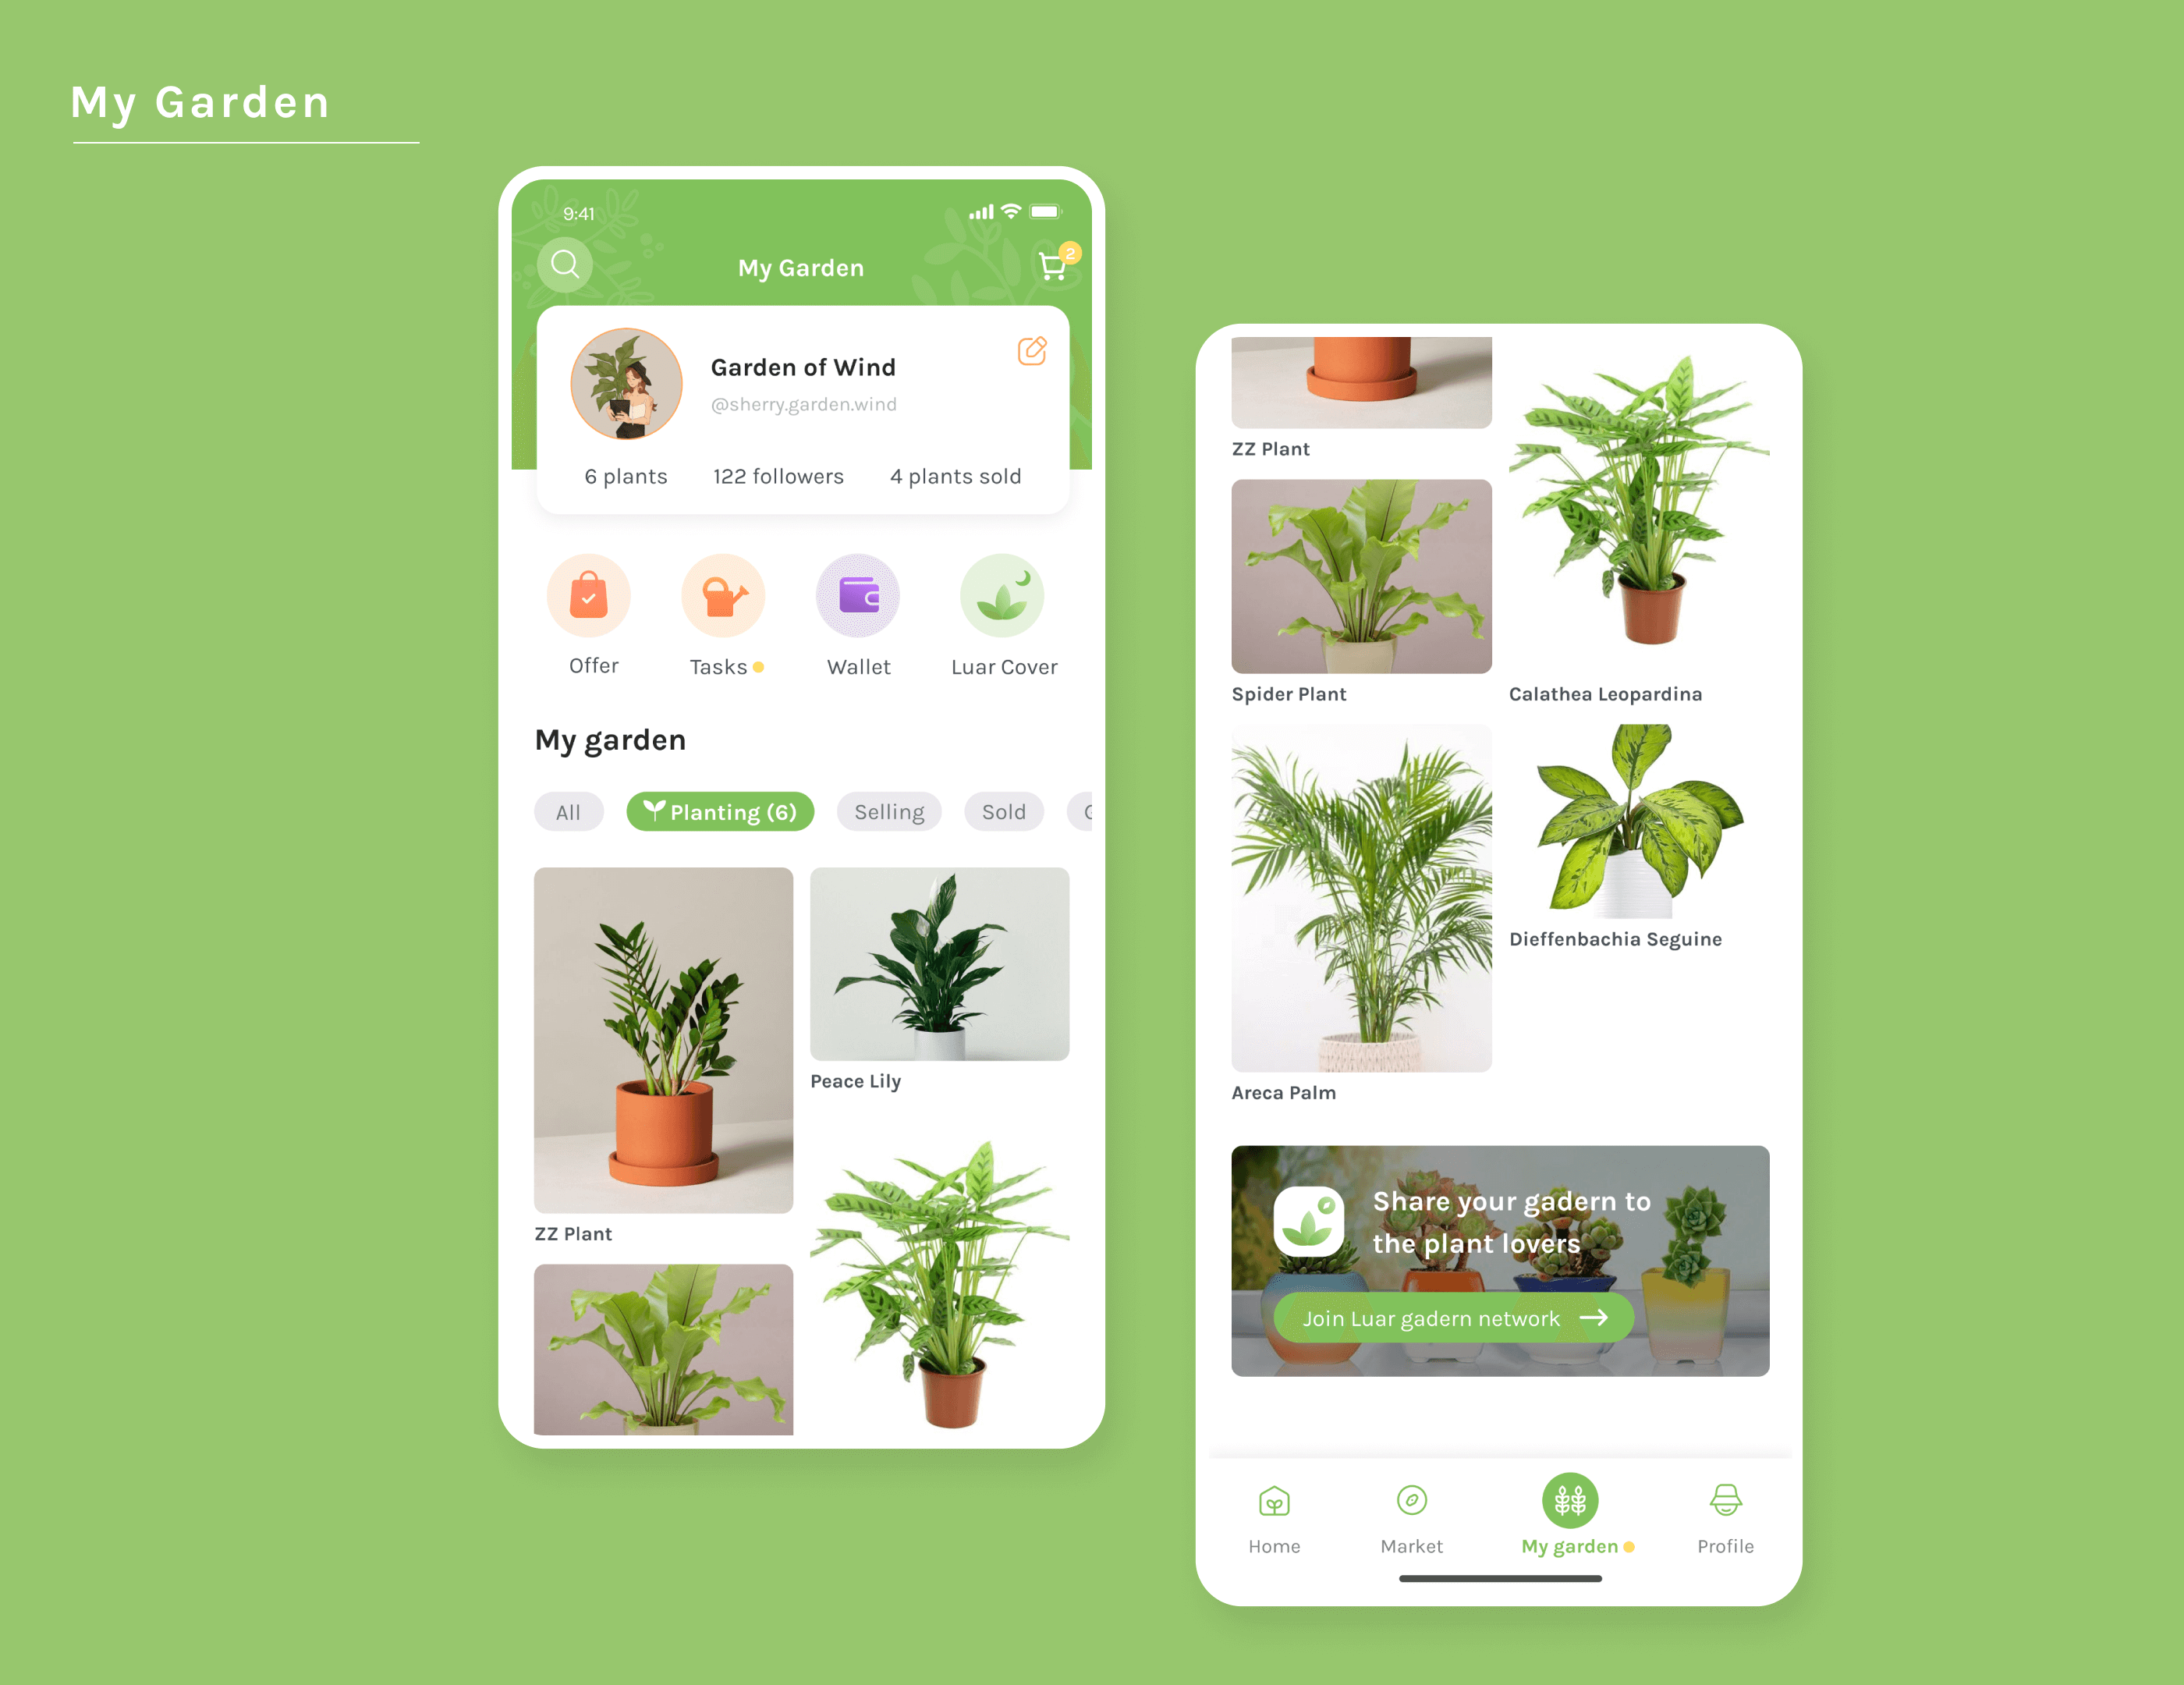 My Garden
9:41
My Garden
2
Garden of Wind
@sherry.garden.wind
6 plants 122 followers 4 plants sold
Offer Tasks Wallet Luar Cover
My garden
All Planting (6) Selling Sold
Peace Lily
ZZ Plant
ZZ Plant
Spider Plant Calathea Leopardina
Dieffenbachia Seguine
Areca Palm
Share your gadern to
the plant lovers
Join Luar gadern network
Home Market My garden Profile